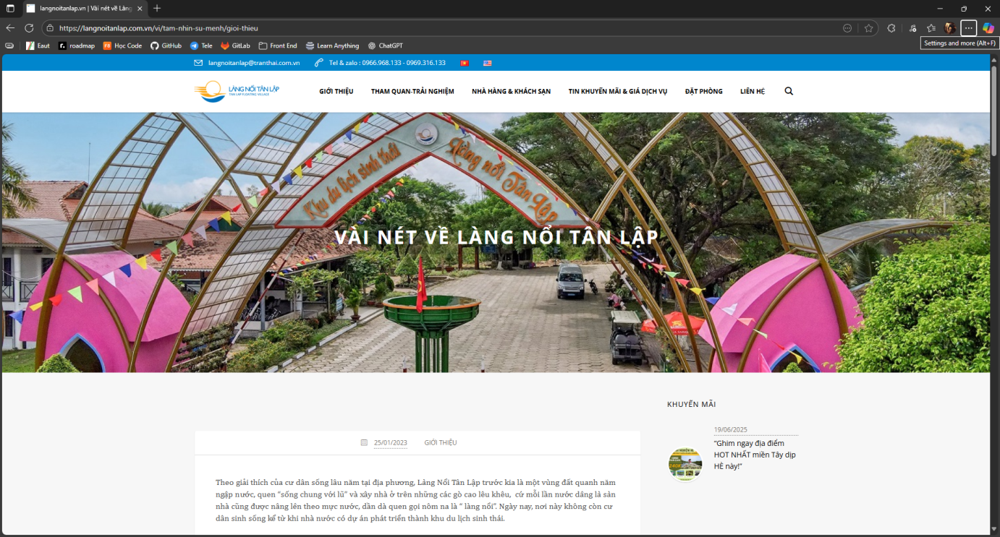 langnoitanlap.vn | Vài nét về Làng
https://langnoitanlap.com.vn/vi/tam-nhin-su-menh/gioi-thieu
Eaut
roadmap
Học Code
GitHub
Tele
GitLab
Front End
Learn Anything
ChatGPT
Settings and more (Alt+F)
langnoitanlap@tranthai.com.vn
Tel & zalo : 0966.968.133 - 0969.316.133
LÀNG NỔI TÂN LẬP
TAN LAP FLOATING VILLAGE
GIỚI THIỆU
THAM QUAN-TRẢI NGHIỆM
NHÀ HÀNG & KHÁCH SẠN
TIN KHUYẾN MÃI & GIÁ DỊCH VỤ
ĐẶT PHÒNG
LIÊN HỆ
Khu du lịch sinh thái
Làng nổi Tân Lập
VÀI NÉT VỀ LÀNG NỔI TÂN LẬP
25/01/2023
GIỚI THIỆU
Theo giải thích của cư dân sống lâu năm tại địa phương, Làng Nổi Tân Lập trước kia là một vùng đất quanh năm
ngập nước, quen “sống chung với lũ” và xây nhà ở trên những các gò cao lêu khêu, cứ mỗi lần nước dâng là sàn
nhà cũng được nâng lên theo mực nước, dần dà quen gọi nôm na là “ làng nổi”. Ngày nay, nơi này không còn cư
dân sinh sống kể từ khi nhà nước có dự án phát triển thành khu du lịch sinh thái.
KHUYẾN MÃI
19/06/2025
“Ghim ngay địa điểm
HOT NHẤT miền Tây dịp
HÈ này!”